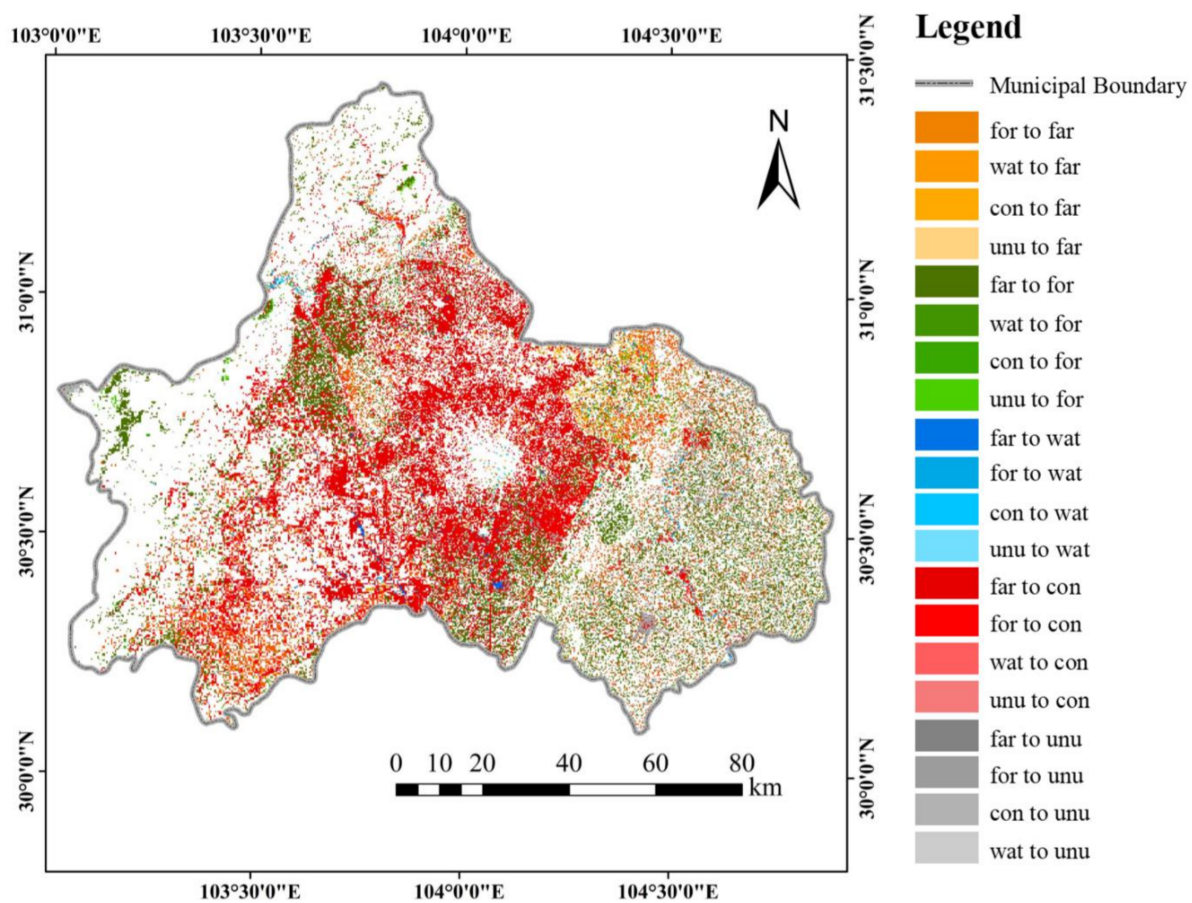 103°0'0"E 103°30'0"E 104°0'0"E 104°30'0"E
31°30'0"N
31°0'0"N
30°30'0"N
30°0'0"N
N
31°0'0"N
30°30'0"N
30°0'0"N
0 10 20 40 60 80
km
103°30'0"E 104°0'0"E 104°30'0"E
Legend
Municipal Boundary
for to far
wat to far
con to far
unu to far
far to for
wat to for
con to for
unu to for
far to wat
for to wat
con to wat
unu to wat
far to con
for to con
wat to con
unu to con
far to unu
for to unu
con to unu
wat to unu